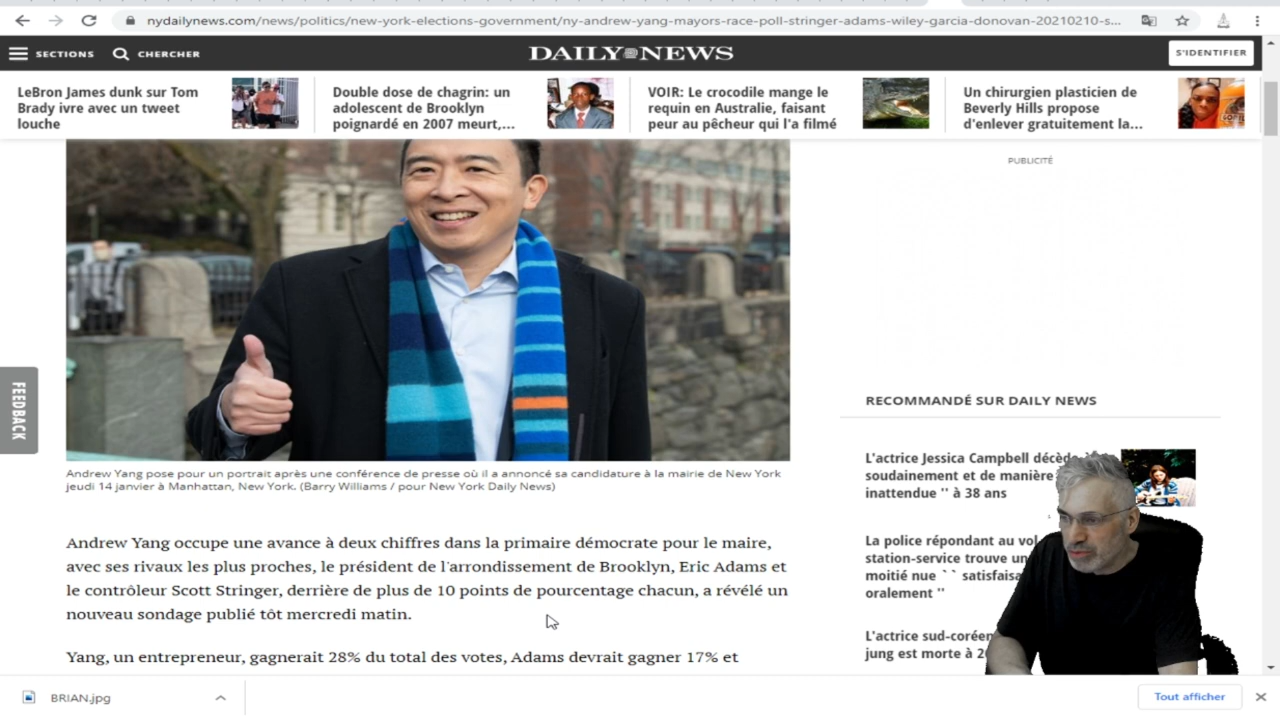 nydailynews.com/news/politics/new-york-elections-government/ny-andrew-yang-mayors-race-poll-stringer-adams-wiley-garcia-donovan-20210210-s...
SECTIONS CHERCHER DAILY NEWS S'IDENTIFIER
LeBron James dunk sur Tom
Brady ivre avec un tweet
louche
Double dose de chagrin: un
adolescent de Brooklyn
poignardé en 2007 meurt,...
VOIR: Le crocodile mange le
requin en Australie, faisant
peur au pêcheur qui l'a filmé
Un chirurgien plasticien de
Beverly Hills propose
d'enlever gratuitement la...
PUBLICITÉ
FEEDBACK
Andrew Yang pose pour un portrait après une conférence de presse où il a annoncé sa candidature à la mairie de New York
jeudi 14 janvier à Manhattan, New York. (Barry Williams / pour New York Daily News)
Andrew Yang occupe une avance à deux chiffres dans la primaire démocrate pour le maire,
avec ses rivaux les plus proches, le président de l'arrondissement de Brooklyn, Eric Adams et
le contrôleur Scott Stringer, derrière de plus de 10 points de pourcentage chacun, a révélé un
nouveau sondage publié tôt mercredi matin.
Yang, un entrepreneur, gagnerait 28% du total des votes, Adams devrait gagner 17% et
RECOMMANDÉ SUR DAILY NEWS
L'actrice Jessica Campbell décède
soudainement et de manière
inattendue '' à 38 ans
La police répondant au vol
station-service trouve un
moitié nue `` satisfaisa
oralement ''
L'actrice sud-corée
jung est morte à 2
BRIAN.jpg
Tout afficher